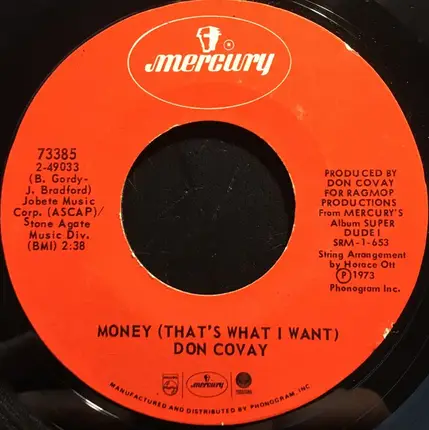 mercury
®
73385
2-49033
(B. Gordy-
J. Bradford)
Jobete Music
Corp. (ASCAP)/
Stone Agate
Music Div.
(BMI) 2:38
PRODUCED BY
DON COVAY
FOR RAGMOP
PRODUCTIONS
From MERCURY'S
Album SUPER
DUDE I
SRM-1-653
String Arrangement
by Horace Ott
Ⓟ 1973
Phonogram Inc.
MONEY (THAT'S WHAT I WANT)
DON COVAY
mercury
MANUFACTURED AND DISTRIBUTED BY PHONOGRAM, INC.